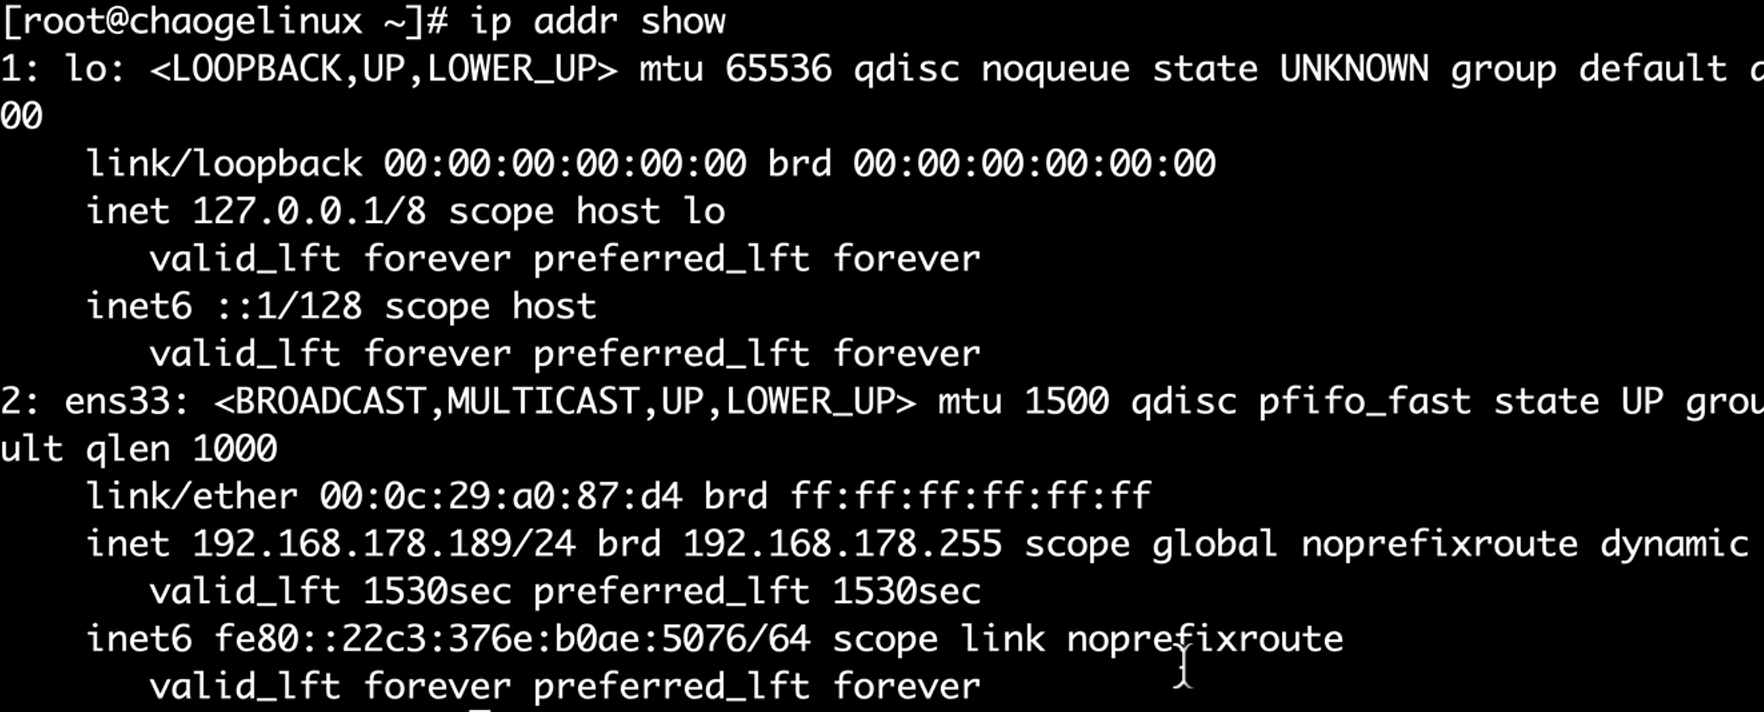 [root@chaogelinux ~]# ip addr show
1: lo: <LOOPBACK,UP,LOWER_UP> mtu 65536 qdisc noqueue state UNKNOWN group default
00
link/loopback 00:00:00:00:00:00 brd 00:00:00:00:00:00
inet 127.0.0.1/8 scope host lo
valid_lft forever preferred_lft forever
inet6 ::1/128 scope host
valid_lft forever preferred_lft forever
2: ens33: <BROADCAST,MULTICAST,UP,LOWER_UP> mtu 1500 qdisc pfifo_fast state UP grou
ult qlen 1000
link/ether 00:0c:29:a0:87:d4 brd ff:ff:ff:ff:ff:ff
inet 192.168.178.189/24 brd 192.168.178.255 scope global noprefixroute dynamic
valid_lft 1530sec preferred_lft 1530sec
inet6 fe80::22c3:376e:b0ae:5076/64 scope link noprefixroute
valid_lft forever preferred_lft forever